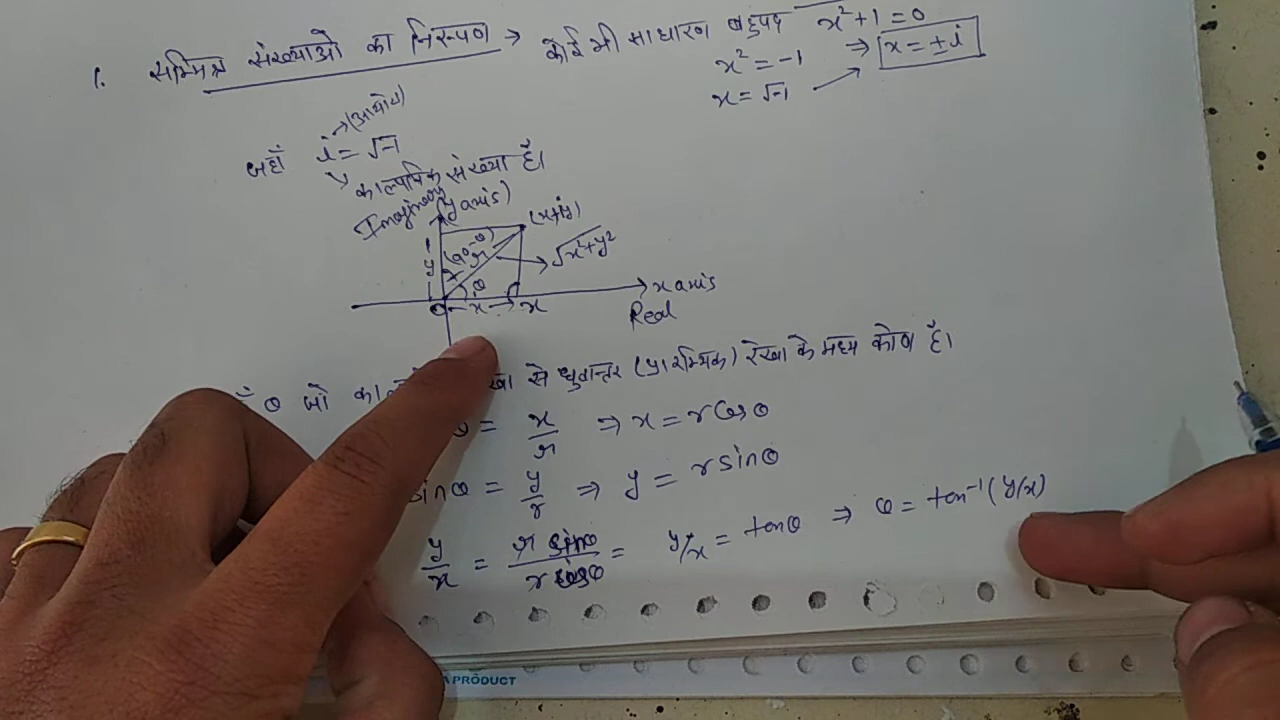 1. सम्मिश्र संख्याओ का निरूपण → कोई भी साधारण बहुपद x²+1=0
x² = -1 ⇒ x = ±i
x = √-1
जहाँ i = √-1
→(आयोटा)
काल्पनिक संख्या है।
Imaginary (y axis)
(x+iy)
(90-θ)
y r → √x²+y²
θ
O x → x
x axis
Real
θ जो का रेखा से ध्रुवान्तर (प्रारम्भिक) रेखा के मध्य कोण है।
θ = x/r ⇒ x = r cosθ
sinθ = y/r ⇒ y = r sinθ
y/x = r sinθ/r cosθ = y/x = tanθ ⇒ θ = tan⁻¹(y/x)
PRODUCT